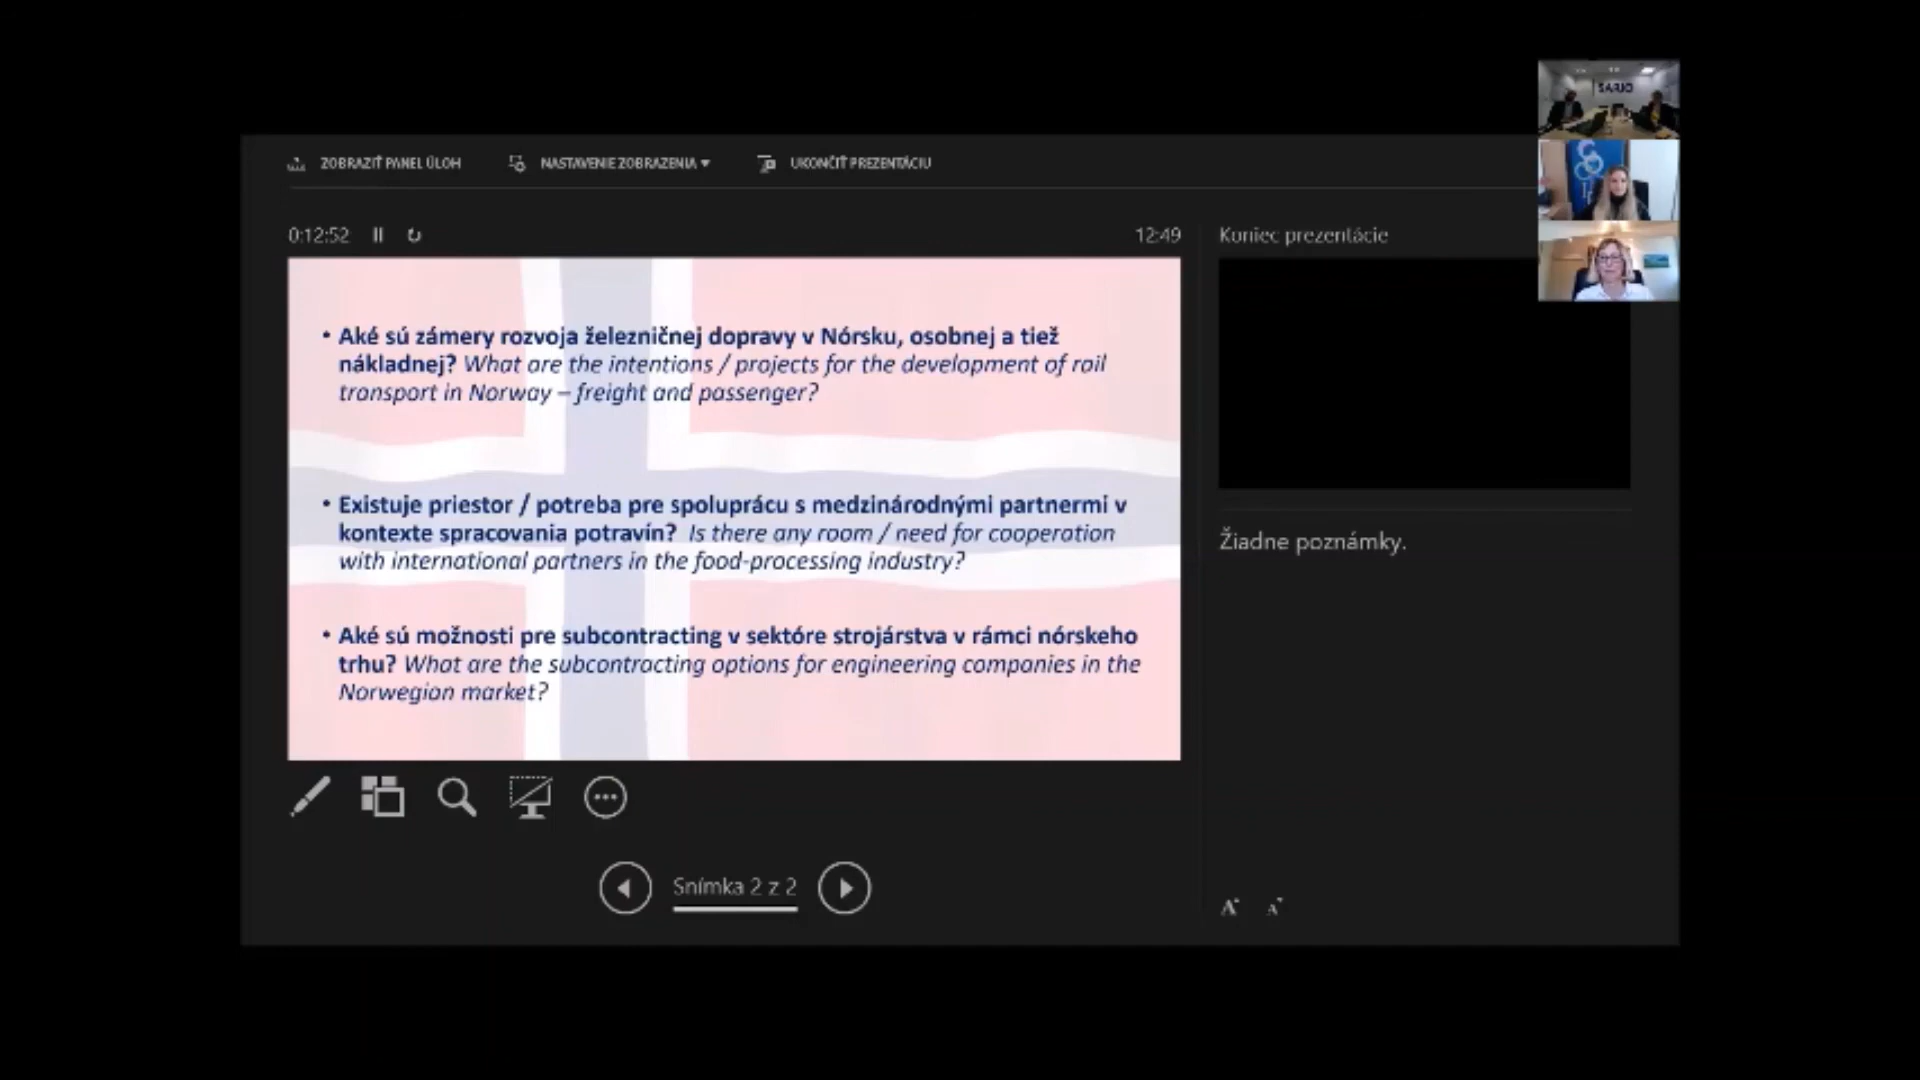 SARIO
ZOBRAZIŤ PANEL ÚLOH
NASTAVENIE ZOBRAZENIA
UKONČIŤ PREZENTÁCIU
0:12:52
12:49
Koniec prezentácie
• Aké sú zámery rozvoja železničnej dopravy v Nórsku, osobnej a tiež
nákladnej? What are the intentions / projects for the development of rail
transport in Norway – freight and passenger?
• Existuje priestor / potreba pre spoluprácu s medzinárodnými partnermi v
kontexte spracovania potravín? Is there any room / need for cooperation
with international partners in the food-processing industry?
• Aké sú možnosti pre subcontracting v sektóre strojárstva v rámci nórskeho
trhu? What are the subcontracting options for engineering companies in the
Norwegian market?
Žiadne poznámky.
Snímka 2 z 2
A A